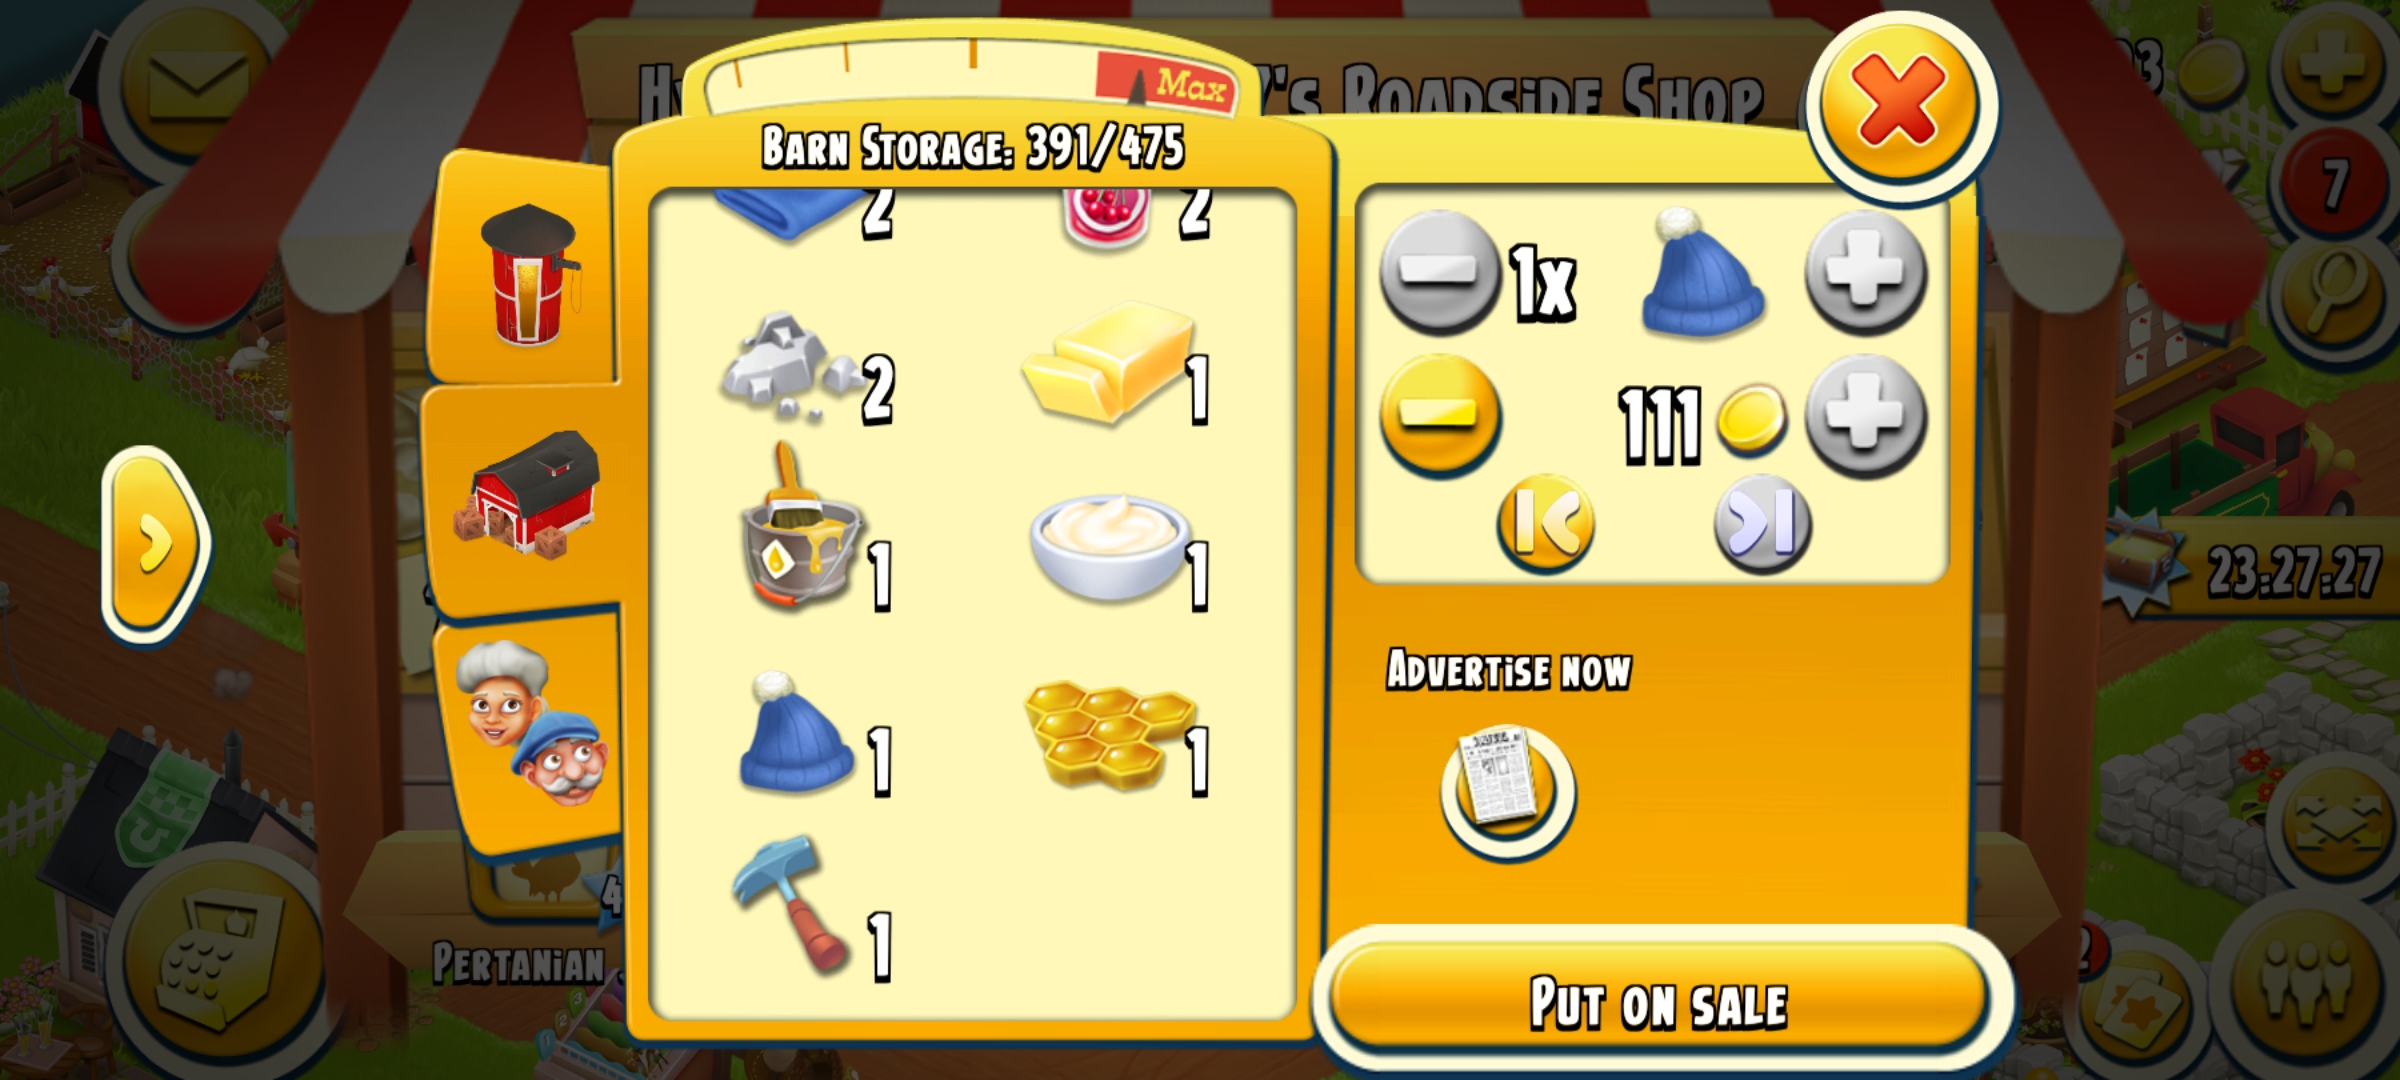 'S ROADSIDE SHOP
Max
BARN STORAGE: 391/475
2
2
2
1
1
1
1
1
1
1X
111
ADVERTISE NOW
PUT ON SALE
7
23:27:27
PERTANIAN